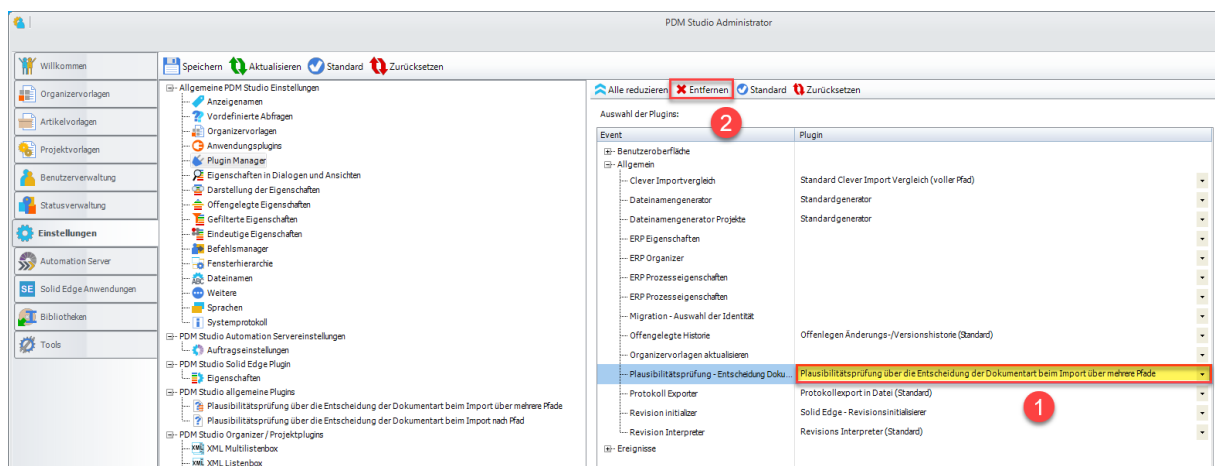 PDM Studio Administrator
Willkommen
Organizervorlagen
Artikelvorlagen
Projektvorlagen
Benutzerverwaltung
Statusverwaltung
Einstellungen
Automation Server
SE Solid Edge Anwendungen
Bibliotheken
Tools
Speichern Aktualisieren Standard Zurücksetzen
Allgemeine PDM Studio Einstellungen
Anzeigenamen
Vordefinierte Abfragen
Organizervorlagen
Anwendungsplugins
Plugin Manager
Eigenschaften in Dialogen und Ansichten
Darstellung der Eigenschaften
Offengelegte Eigenschaften
Gefilterte Eigenschaften
Eindeutige Eigenschaften
Befehlsmanager
Fensterhierarchie
Dateinamen
Weitere
Sprachen
Systemprotokoll
PDM Studio Automation Servereinstellungen
Auftragseinstellungen
PDM Studio Solid Edge Plugin
Eigenschaften
PDM Studio allgemeine Plugins
Plausibilitätsprüfung über die Entscheidung der Dokumentart beim Import über mehrere Pfade
Plausibilitätsprüfung über die Entscheidung der Dokumentart beim Import nach Pfad
PDM Studio Organizer / Projektplugins
XML XML Multilistenbox
XML XML Listenbox
Alle reduzieren Entfernen Standard Zurücksetzen
2
Auswahl der Plugins:
Event Plugin
Benutzeroberfläche
Allgemein
Clever Importvergleich Standard Clever Import Vergleich (voller Pfad)
Dateinamengenerator Standardgenerator
Dateinamengenerator Projekte Standardgenerator
ERP Eigenschaften
ERP Organizer
ERP Prozesseigenschaften
ERP Prozesseigenschaften
Migration - Auswahl der Identität
Offengelegte Historie Offenlegen Änderungs-/Versionshistorie (Standard)
Organizervorlagen aktualisieren
Plausibilitätsprüfung - Entscheidung Doku... Plausibilitätsprüfung über die Entscheidung der Dokumentart beim Import über mehrere Pfade
Protokoll Exporter Protokollexport in Datei (Standard)
1
Revision initializer Solid Edge - Revisionsinitialisierer
Revision Interpreter Revisions Interpreter (Standard)
Ereignisse